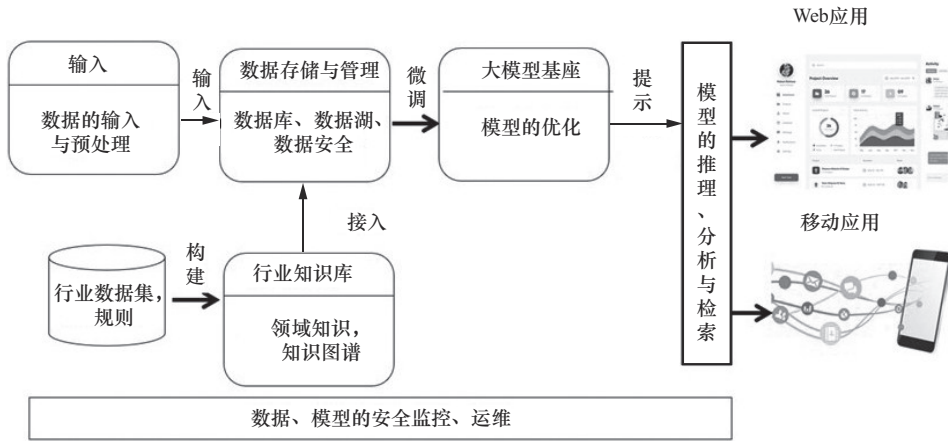 Web应用
输入
数据的输入
与预处理
输入
数据存储与管理
数据库、数据湖、
数据安全
微调
大模型基座
模型的优化
提示
模型的推理、分析与检索
Project Overview
移动应用
行业数据集,
规则
构建
接入
行业知识库
领域知识,
知识图谱
数据、模型的安全监控、运维